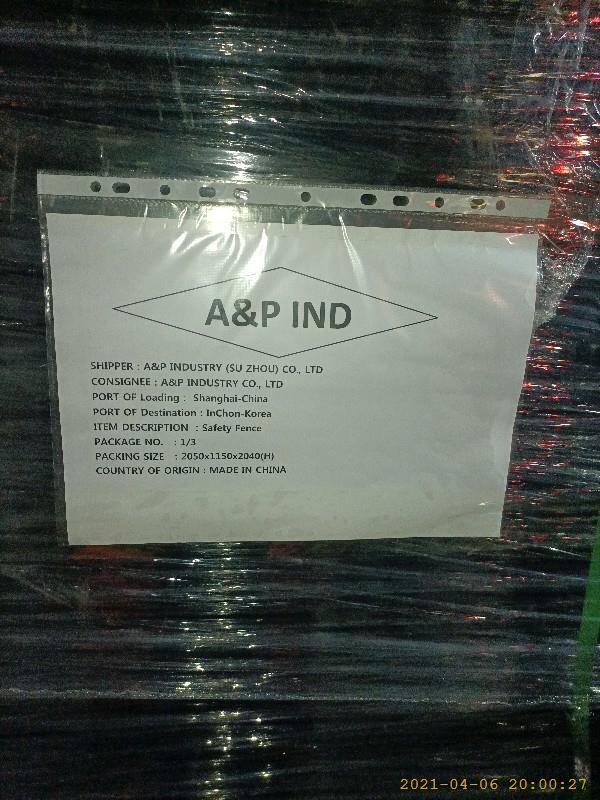 A&P IND
SHIPPER : A&P INDUSTRY (SU ZHOU) CO., LTD
CONSIGNEE : A&P INDUSTRY CO., LTD
PORT OF Loading : Shanghai-China
PORT OF Destination : InChon-Korea
ITEM DESCRIPTION : Safety Fence
PACKAGE NO. : 1/3
PACKING SIZE : 2050x1150x2040(H)
COUNTRY OF ORIGIN : MADE IN CHINA
2021-04-06 20:00:27